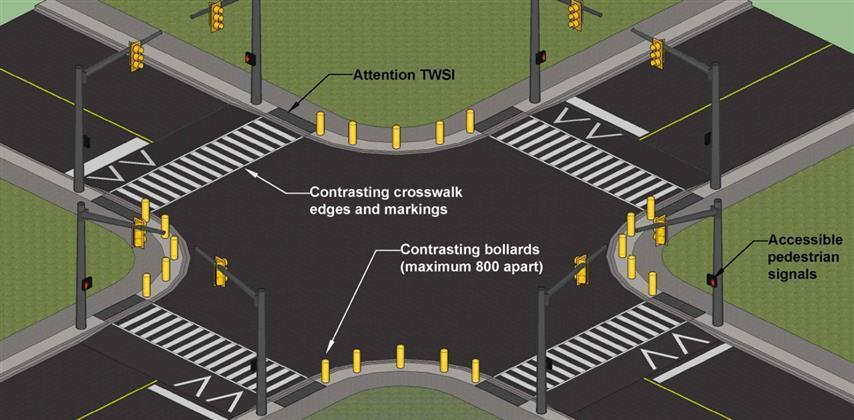 Attention TWSI
Contrasting crosswalk
edges and markings
Contrasting bollards
(maximum 800 apart)
Accessible
pedestrian
signals